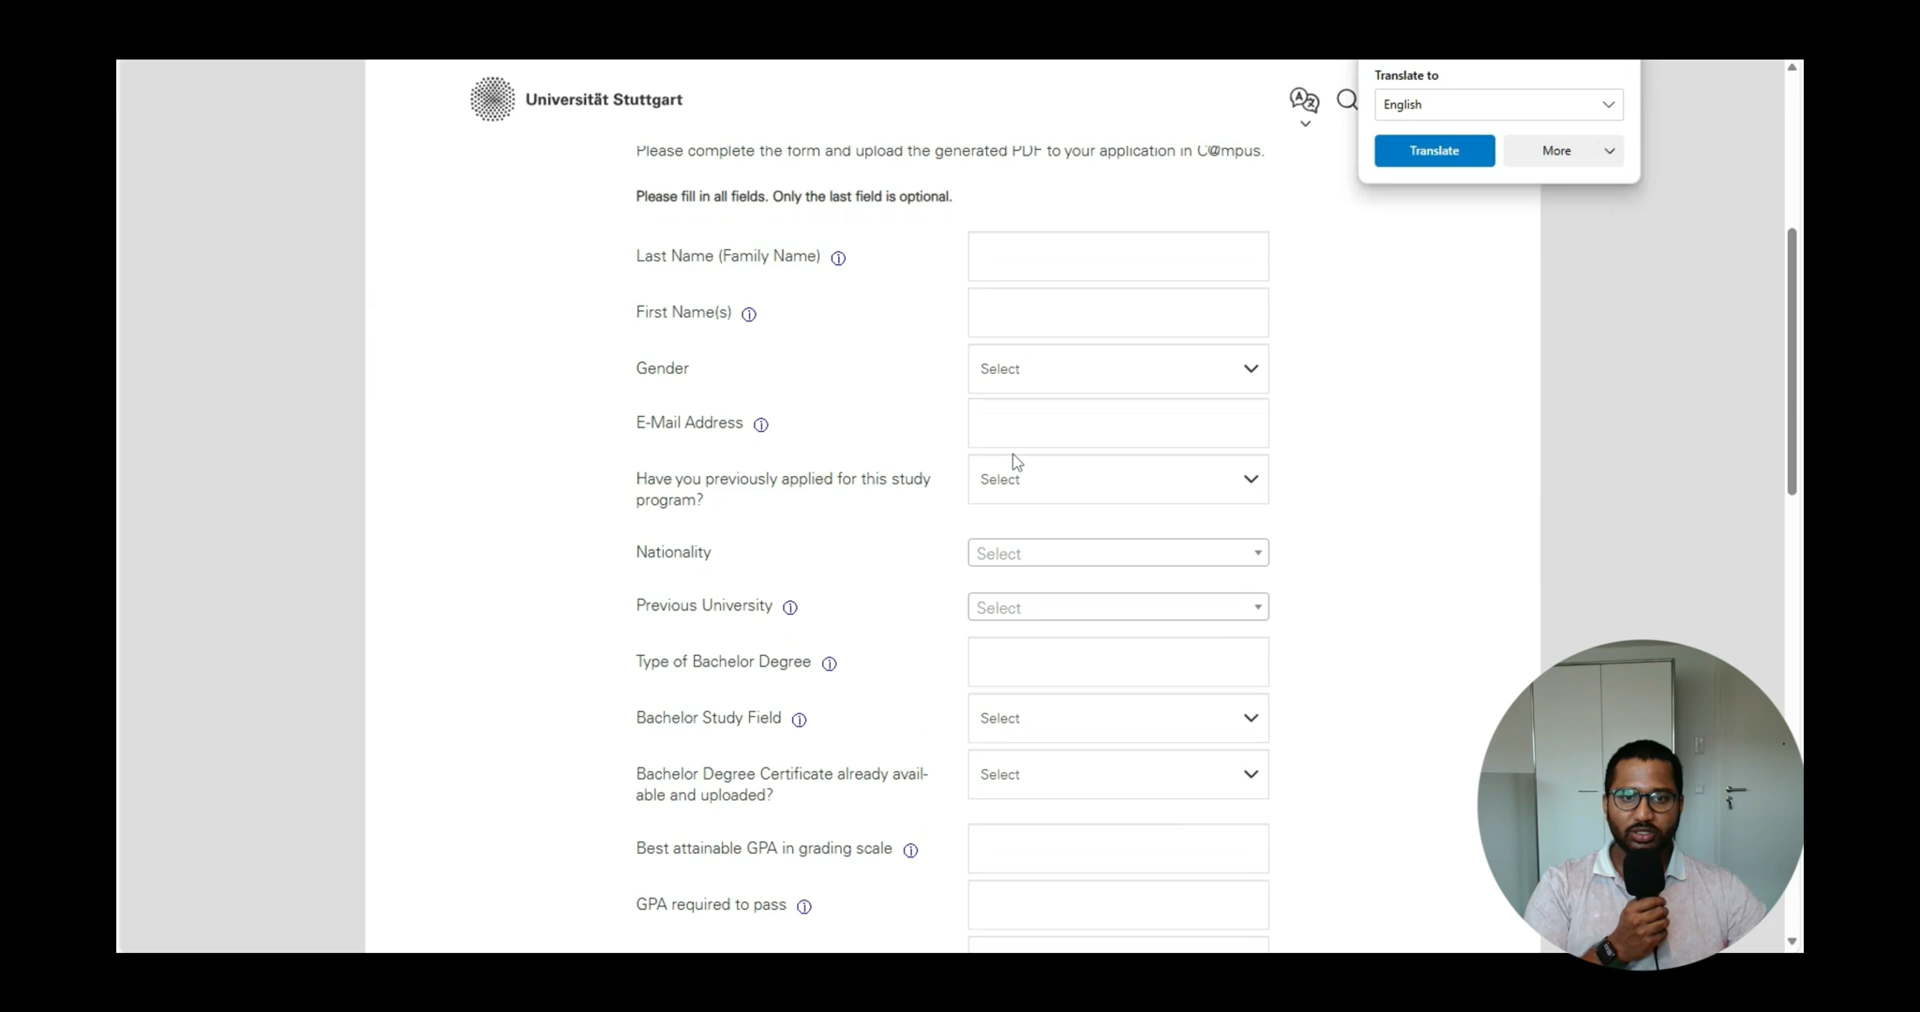 Universität Stuttgart
Translate to
English
Translate
More
Please complete the form and upload the generated PDF to your application in C@mpus.
Please fill in all fields. Only the last field is optional.
Last Name (Family Name)
First Name(s)
Gender
Select
E-Mail Address
Have you previously applied for this study
program?
Select
Nationality
Select
Previous University
Select
Type of Bachelor Degree
Bachelor Study Field
Select
Bachelor Degree Certificate already avail-
able and uploaded?
Select
Best attainable GPA in grading scale
GPA required to pass